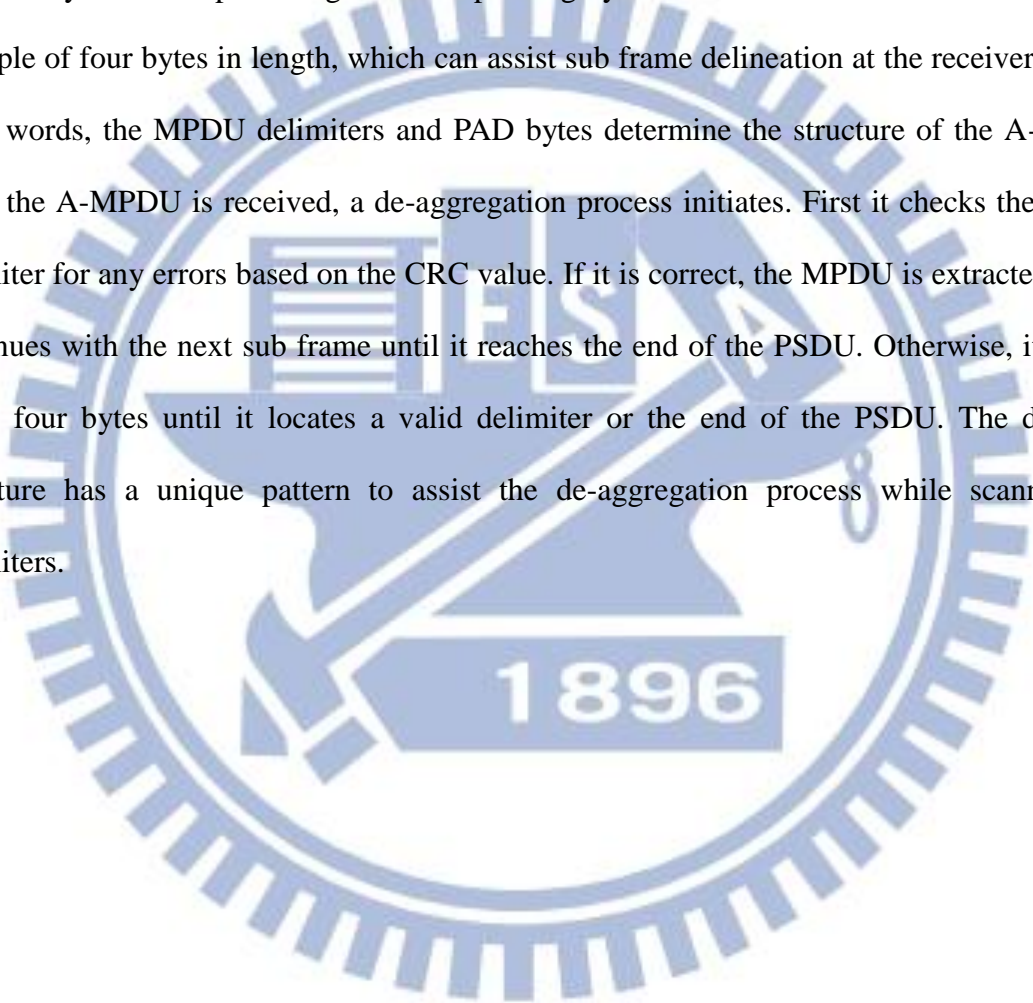 ple of four bytes in length, which can assist sub frame delineation at the receiver
words, the MPDU delimiters and PAD bytes determine the structure of the A-
the A-MPDU is received, a de-aggregation process initiates. First it checks the
iter for any errors based on the CRC value. If it is correct, the MPDU is extracte
nues with the next sub frame until it reaches the end of the PSDU. Otherwise, i
four bytes until it locates a valid delimiter or the end of the PSDU. The d
ture has a unique pattern to assist the de-aggregation process while scann
iters.
E S A
8
1896